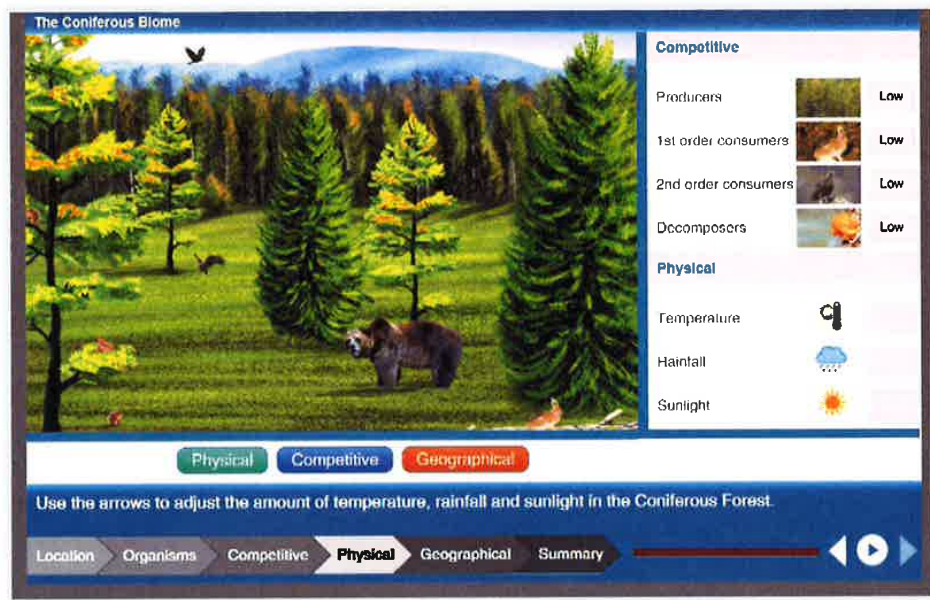 The Coniferous Biome
Competitive
Producers Low
1st order consumers Low
2nd order consumers Low
Decomposers Low
Physical
Temperature
Rainfall
Sunlight
Physical Competitive Geographical
Use the arrows to adjust the amount of temperature, rainfall and sunlight in the Coniferous Forest.
Location Organisms Competitive Physical Geographical Summary